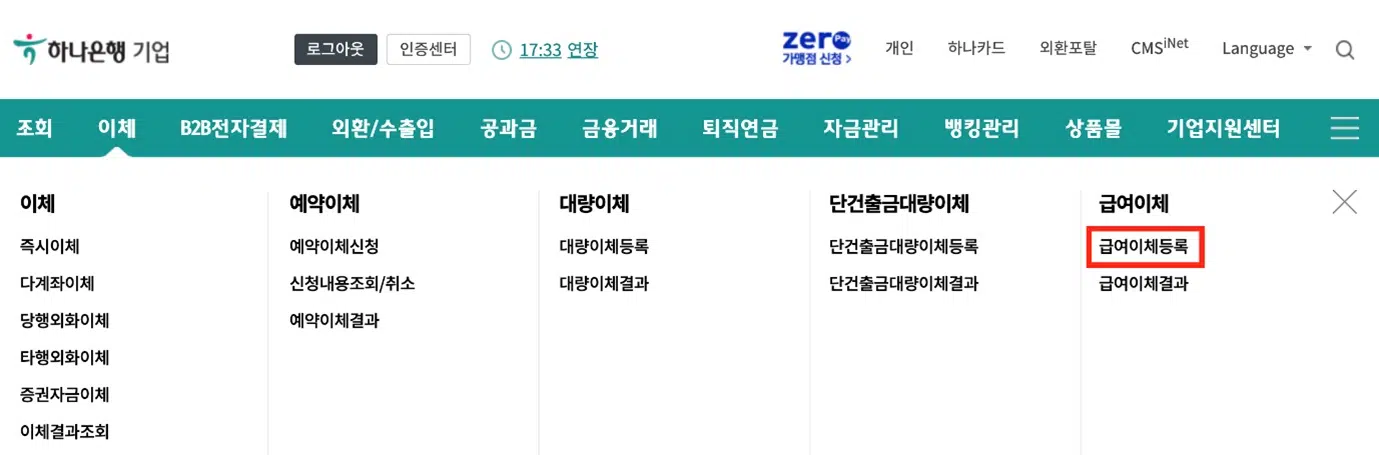 하나은행 기업
로그아웃
인증센터
17:33 연장
zero Pay
가맹점 신청 >
개인
하나카드
외환포탈
CMSiNet
Language
조회 이체 B2B전자결제 외환/수출입 공과금 금융거래 퇴직연금 자금관리 뱅킹관리 상품몰 기업지원센터
이체
즉시이체
다계좌이체
당행외화이체
타행외화이체
증권자금이체
이체결과조회
예약이체
예약이체신청
신청내용조회/취소
예약이체결과
대량이체
대량이체등록
대량이체결과
단건출금대량이체
단건출금대량이체등록
단건출금대량이체결과
급여이체
급여이체등록
급여이체결과